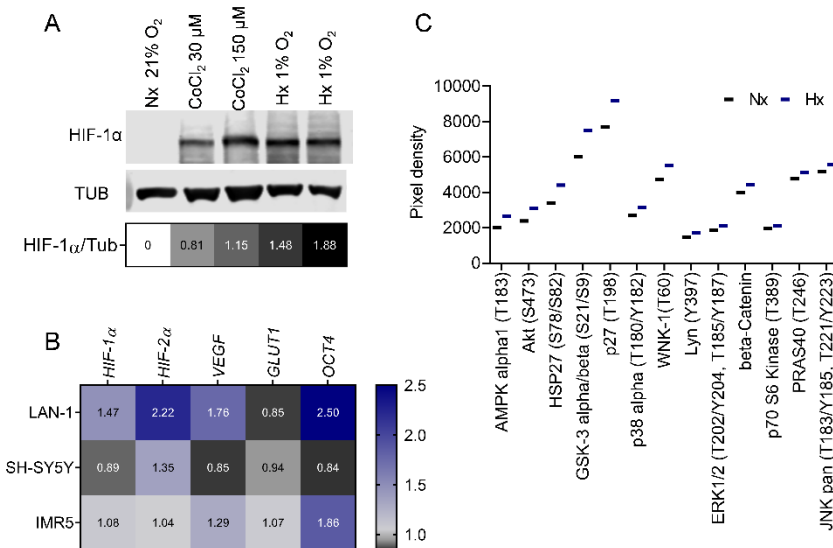 A
Nx 21% O₂
CoCl₂ 30 µM
CoCl₂ 150 µM
Hx 1% O₂
Hx 1% O₂
HIF-1α
TUB
HIF-1α/Tub
0 0.81 1.15 1.48 1.88
B
HIF-1α HIF-2α VEGF GLUT1 OCT4
LAN-1 1.47 2.22 1.76 0.85 2.50
SH-SY5Y 0.89 1.35 0.85 0.94 0.84
IMR5 1.08 1.04 1.29 1.07 1.86
2.5
2.0
1.5
1.0
C
Nx Hx
Pixel density
10000
8000
6000
4000
2000
0
AMPK alpha1 (T183)
Akt (S473)
HSP27 (S78/S82)
GSK-3 alpha/beta (S21/S9)
p27 (T198)
p38 alpha (T180/Y182)
WNK-1(T60)
Lyn (Y397)
ERK1/2 (T202/Y204, T185/Y187)
beta-Catenin
p70 S6 Kinase (T389)
PRAS40 (T246)
JNK pan (T183/Y185, T221/Y223)